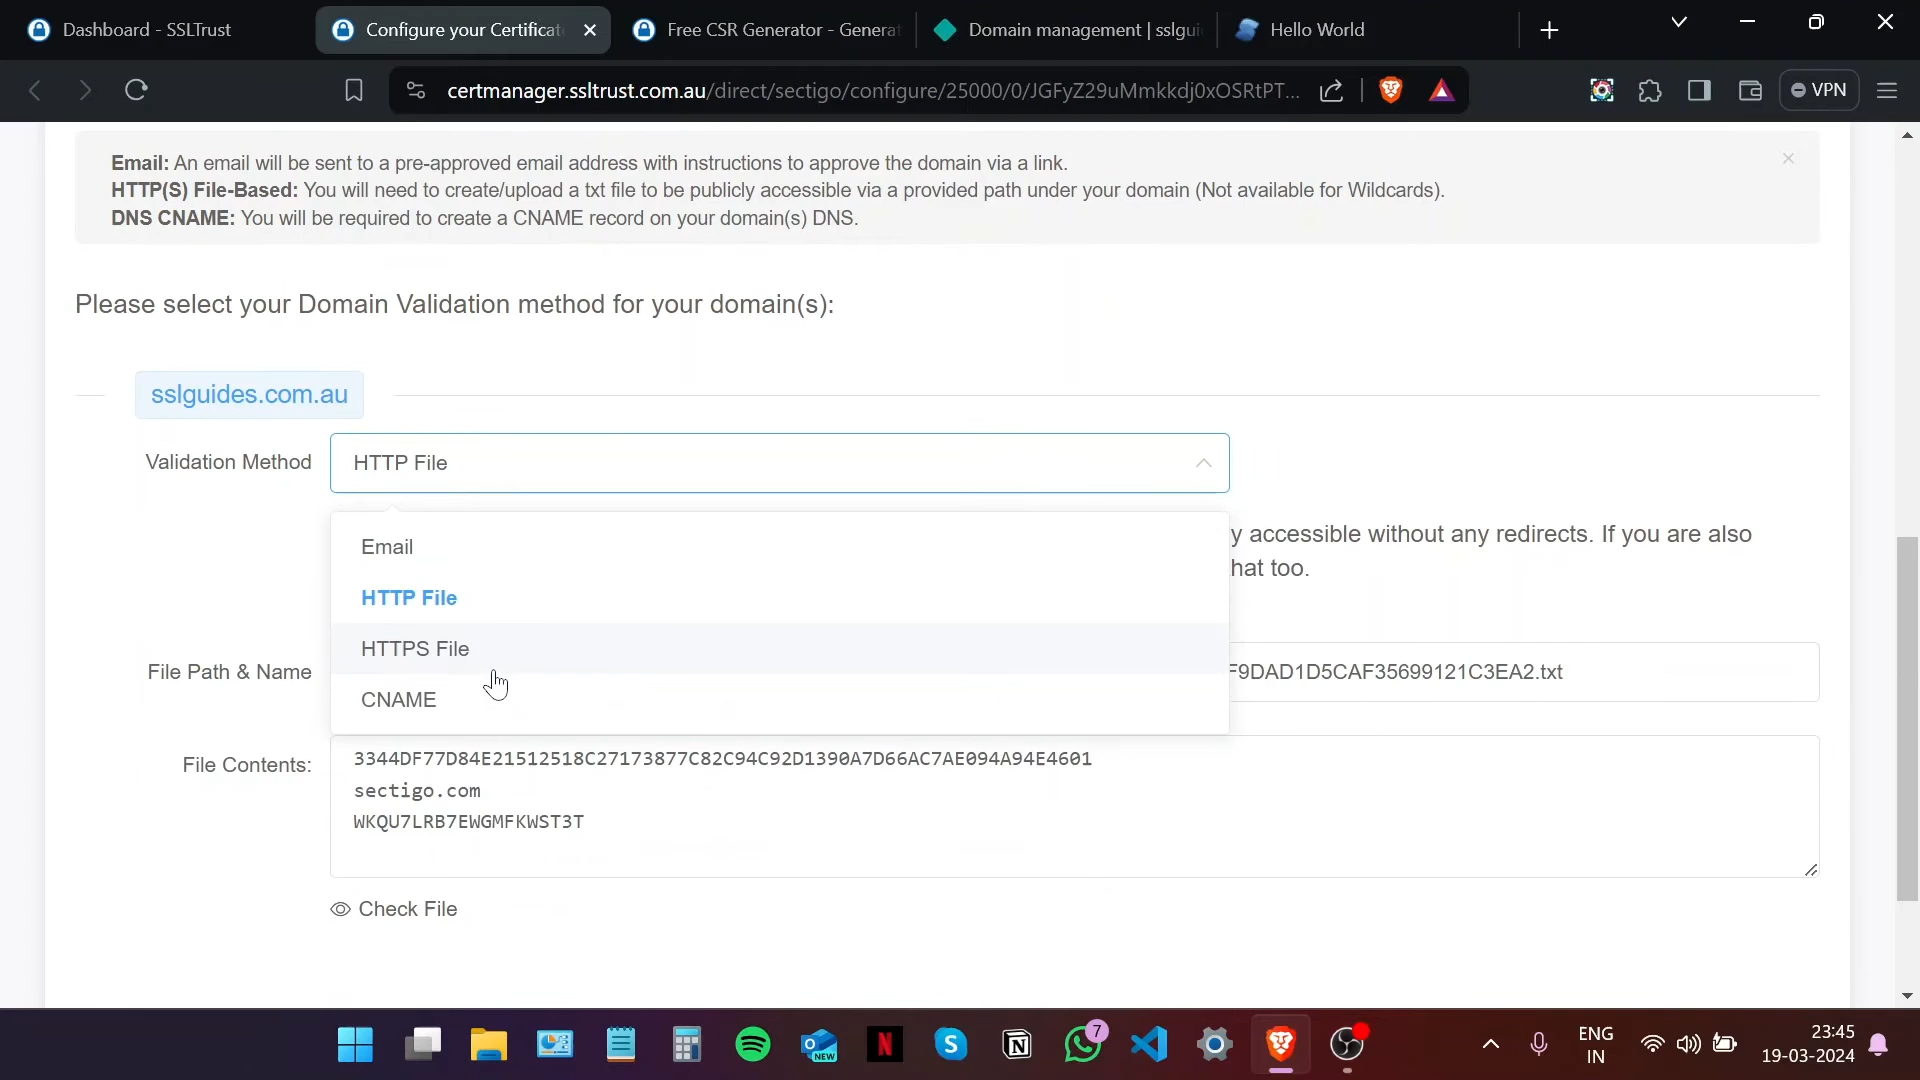 Dashboard - SSLTrust
Configure your Certificat
Free CSR Generator - Generat
Domain management | sslgui
Hello World
certmanager.ssltrust.com.au/direct/sectigo/configure/25000/0/JGFyZ29uMmkkdj0xOSRtPT...
VPN
Email: An email will be sent to a pre-approved email address with instructions to approve the domain via a link.
HTTP(S) File-Based: You will need to create/upload a txt file to be publicly accessible via a provided path under your domain (Not available for Wildcards).
DNS CNAME: You will be required to create a CNAME record on your domain(s) DNS.
Please select your Domain Validation method for your domain(s):
sslguides.com.au
Validation Method
HTTP File
Email
y accessible without any redirects. If you are also
hat too.
HTTP File
HTTPS File
File Path & Name
F9DAD1D5CAF35699121C3EA2.txt
CNAME
File Contents:
3344DF77D84E21512518C27173877C82C94C92D1390A7D66AC7AE094A94E4601
sectigo.com
WKQU7LRB7EWGMFKWST3T
Check File
NEW
N
S
N
7
ENG
IN
23:45
19-03-2024